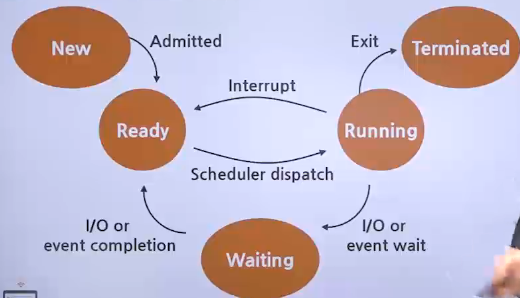 New
Admitted
Exit
Terminated
Interrupt
Ready
Running
Scheduler dispatch
I/O or
event completion
I/O or
event wait
Waiting